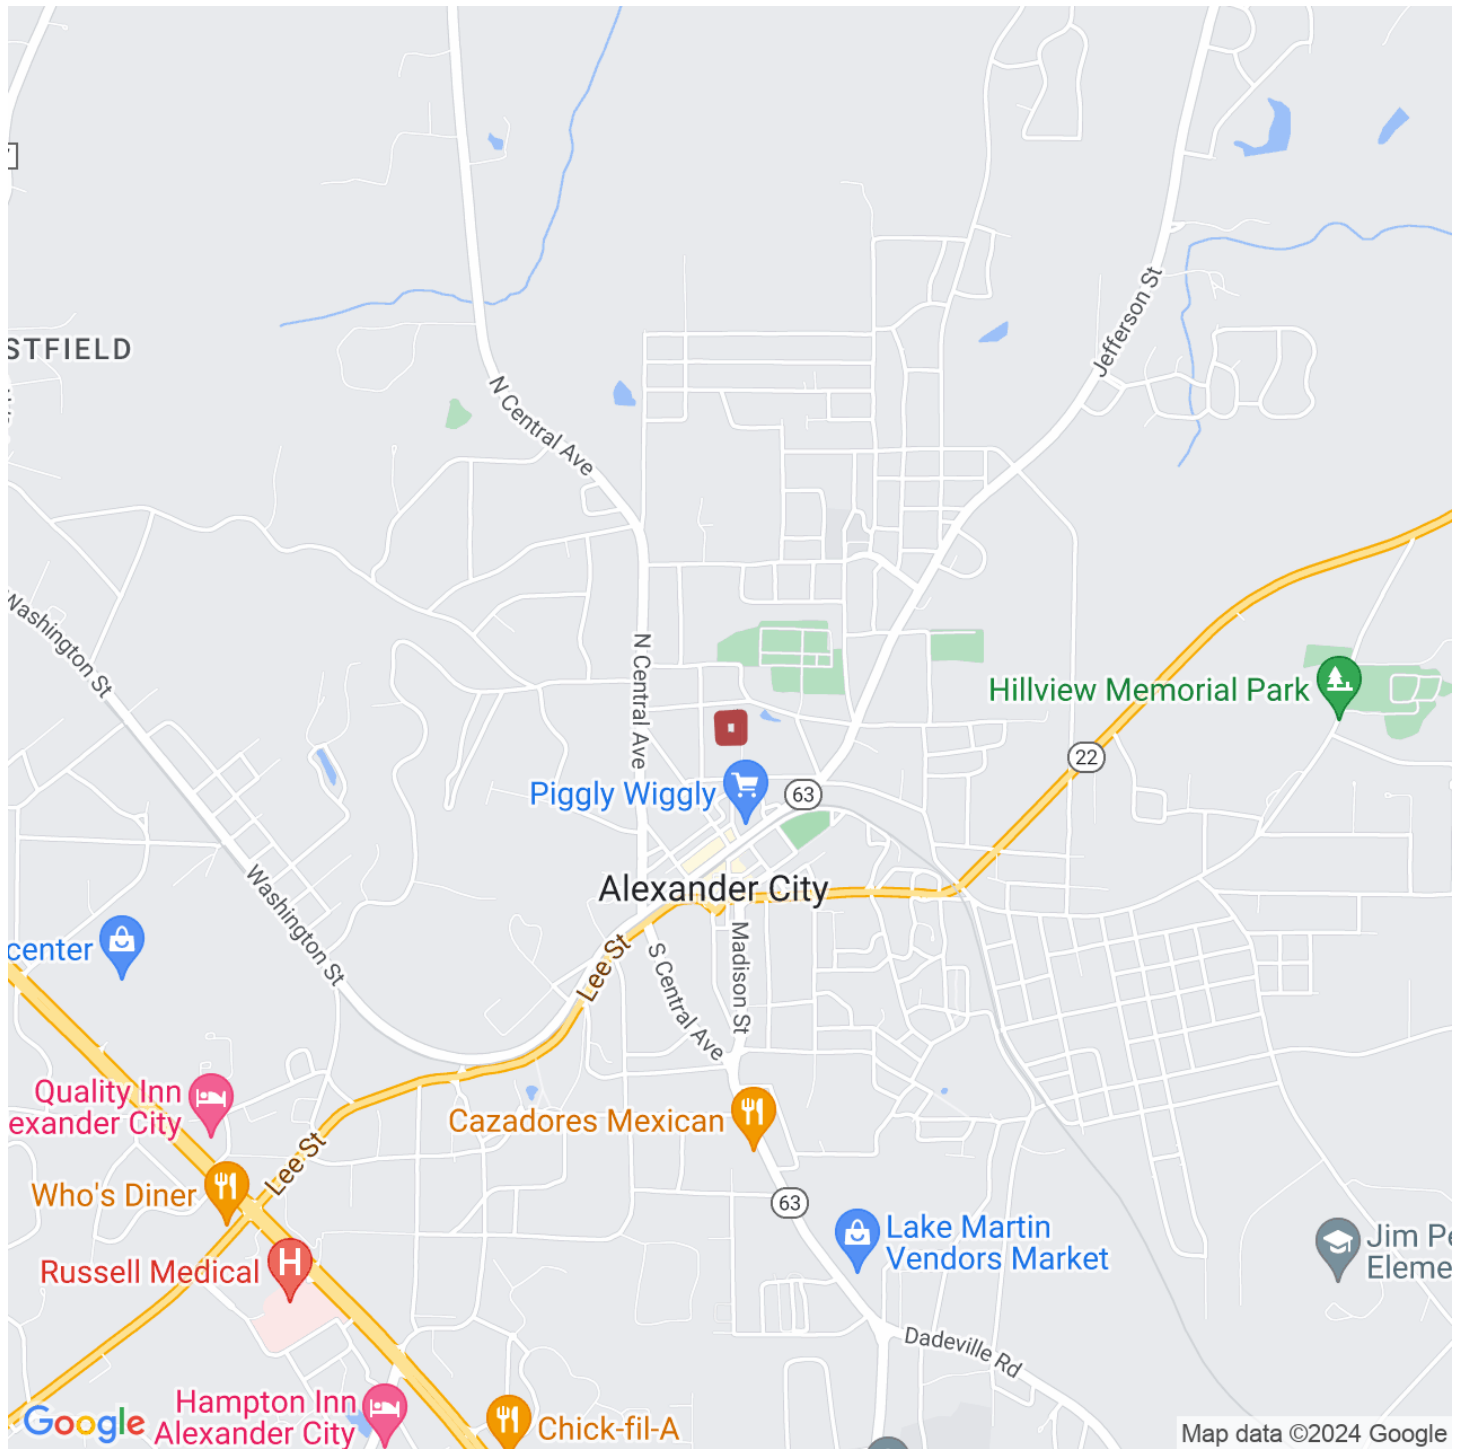 STFIELD
Jefferson St
N Central Ave
Washington St
N Central Ave
Hillview Memorial Park
22
Piggly Wiggly
63
Alexander City
Washington St
center
Lee St
S Central Ave
Madison St
Quality Inn
exander City
Cazadores Mexican
Lee St
Who's Diner
63
Russell Medical
H
Lake Martin
Vendors Market
Jim Pe
Eleme
Dadeville Rd
Hampton Inn
Alexander City
Chick-fil-A
Google
Map data ©2024 Google